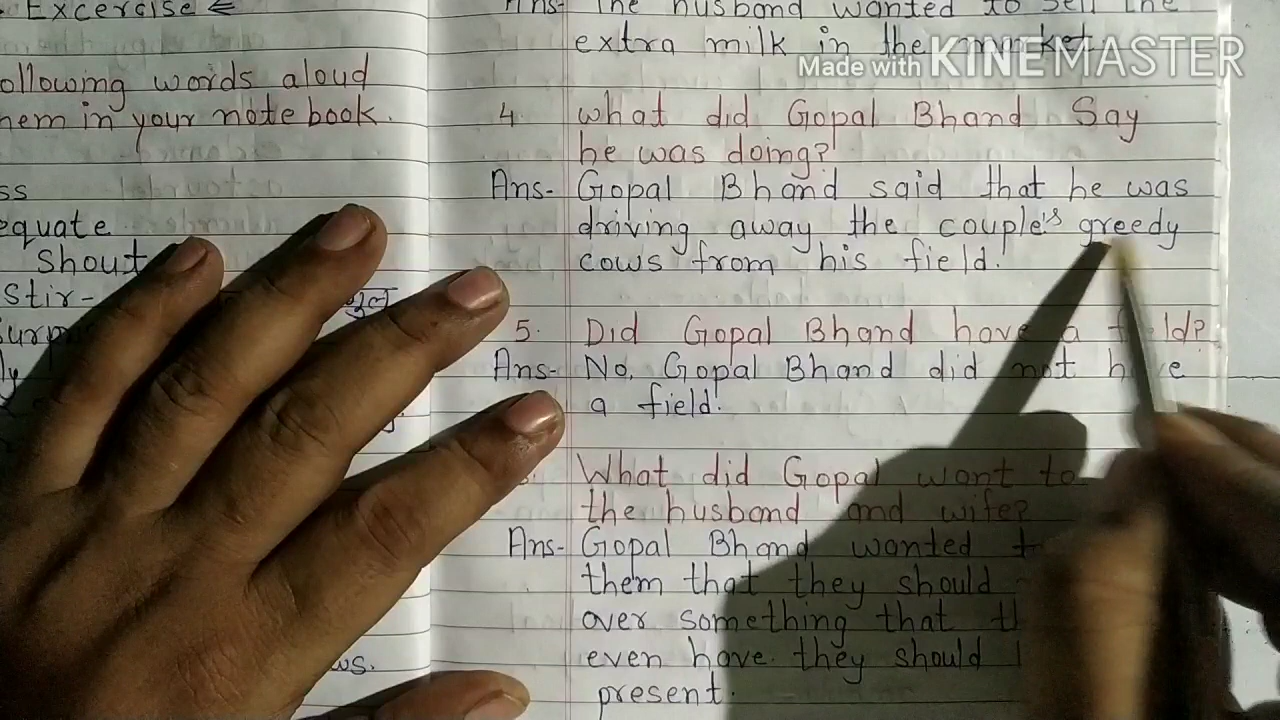 Excercise ⇐
ollowing words aloud
hem in your notebook.
ss
equate
Shout
Stir-
ly
ws.
Ans- The husband wanted to sell the
extra milk in the market
Made with KINEMASTER
4. what did Gopal Bhand Say
he was doing?
Ans- Gopal Bhand said that he was
driving away the couple's greedy
cows from his field.
5. Did Gopal Bhand have a field?
Ans- No, Gopal Bhand did not have
a field.
What did Gopal want to
the husband and wife?
Ans- Gopal Bhand wanted
them that they should
over something that
even have. they should
present.